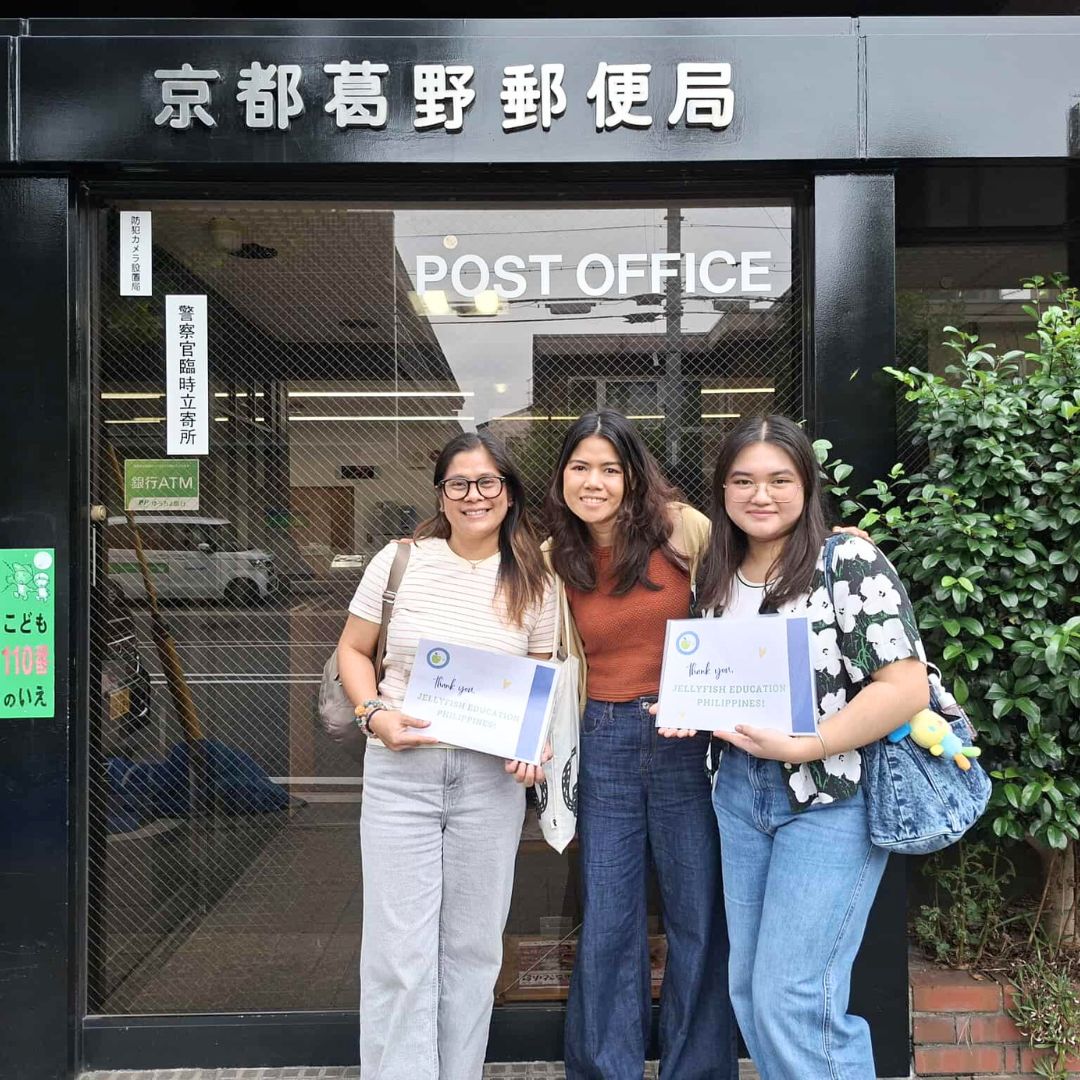 京都葛野郵便局
防犯カメラ設置局
POST OFFICE
警察官臨時立寄所
銀行ATM
こども
110番
のいえ
Thank you,
JELLYFISH EDUCATION
PHILIPPINES!
Thank you,
JELLYFISH EDUCATION
PHILIPPINES!